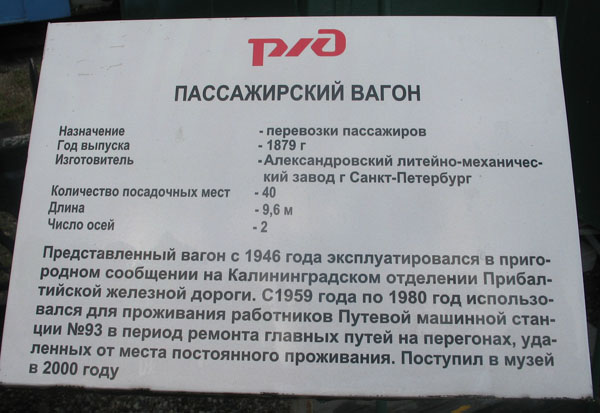 РЖД
ПАССАЖИРСКИЙ ВАГОН
Назначение - перевозки пассажиров
Год выпуска - 1879 г
Изготовитель - Александровский литейно-механичес-
кий завод г Санкт-Петербург
Количество посадочных мест - 40
Длина - 9,6 м
Число осей - 2
Представленный вагон с 1946 года эксплуатировался в приго-
родном сообщении на Калининградском отделении Прибал-
тийской железной дороги. С1959 года по 1980 год использо-
вался для проживания работников Путевой машинной стан-
ции №93 в период ремонта главных путей на перегонах, уда-
ленных от места постоянного проживания. Поступил в музей
в 2000 году